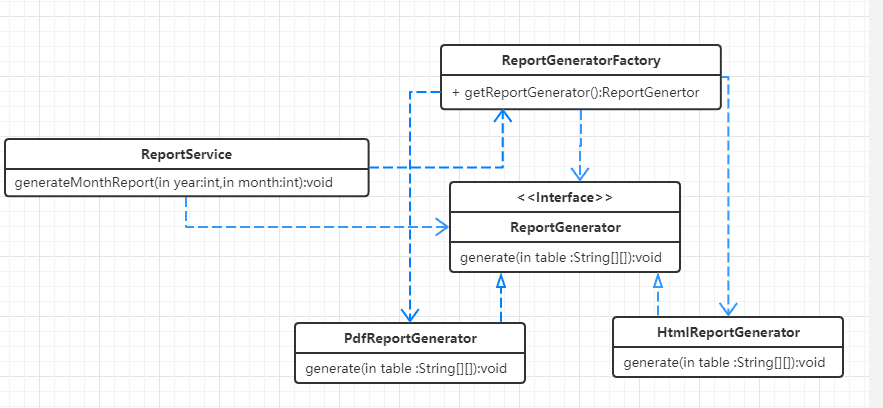 ReportGeneratorFactory
+ getReportGenerator():ReportGenertor
ReportService
generateMonthReport(in year:int,in month:int):void
<<Interface>>
ReportGenerator
generate(in table :String[][]):void
PdfReportGenerator
generate(in table :String[][]):void
HtmlReportGenerator
generate(in table :String[][]):void